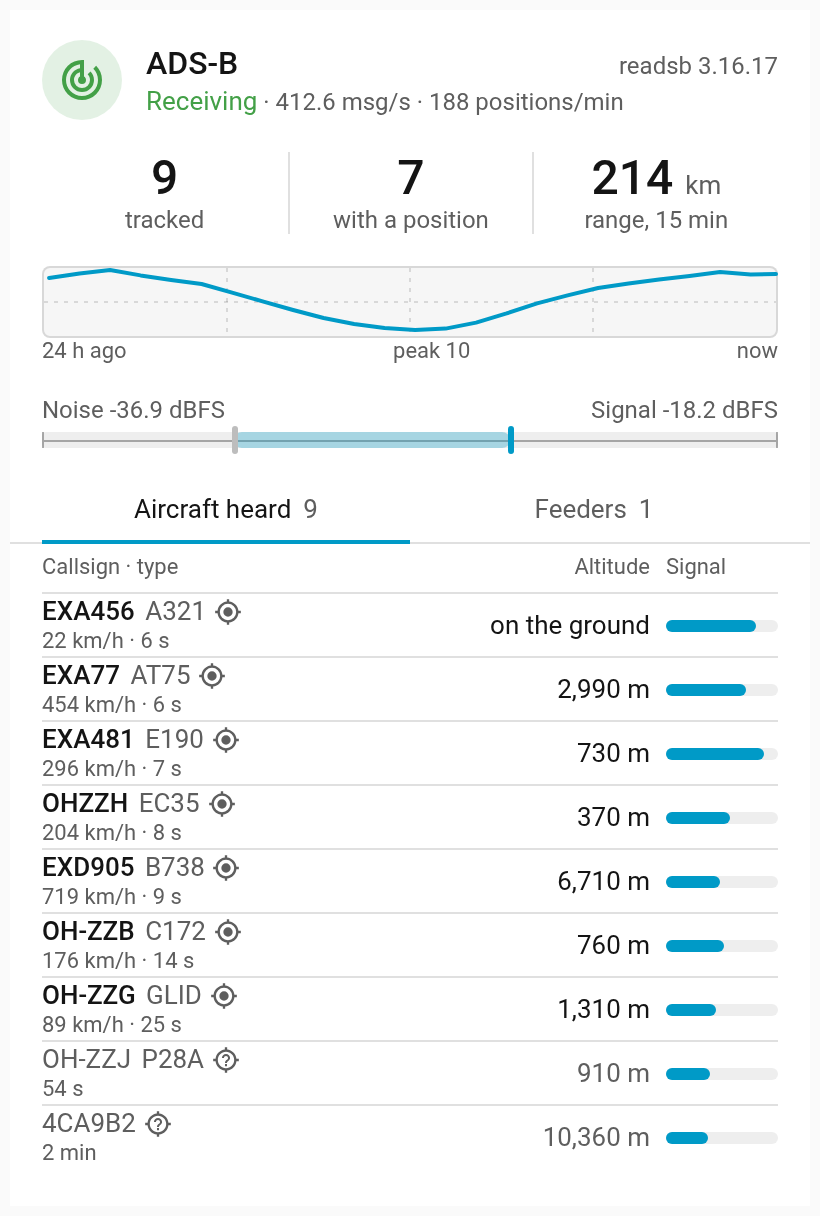 ADS-B
readsb 3.16.17
Receiving · 412.6 msg/s · 188 positions/min
9
tracked
7
with a position
214 km
range, 15 min
24 h ago
peak 10
now
Noise -36.9 dBFS
Signal -18.2 dBFS
Aircraft heard 9
Feeders 1
Callsign · type
Altitude
Signal
EXA456 A321
on the ground
22 km/h · 6 s
EXA77 AT75
2,990 m
454 km/h · 6 s
EXA481 E190
730 m
296 km/h · 7 s
OHZZH EC35
370 m
204 km/h · 8 s
EXD905 B738
6,710 m
719 km/h · 9 s
OH-ZZB C172
760 m
176 km/h · 14 s
OH-ZZG GLID
1,310 m
89 km/h · 25 s
OH-ZZJ P28A
910 m
54 s
4CA9B2
10,360 m
2 min